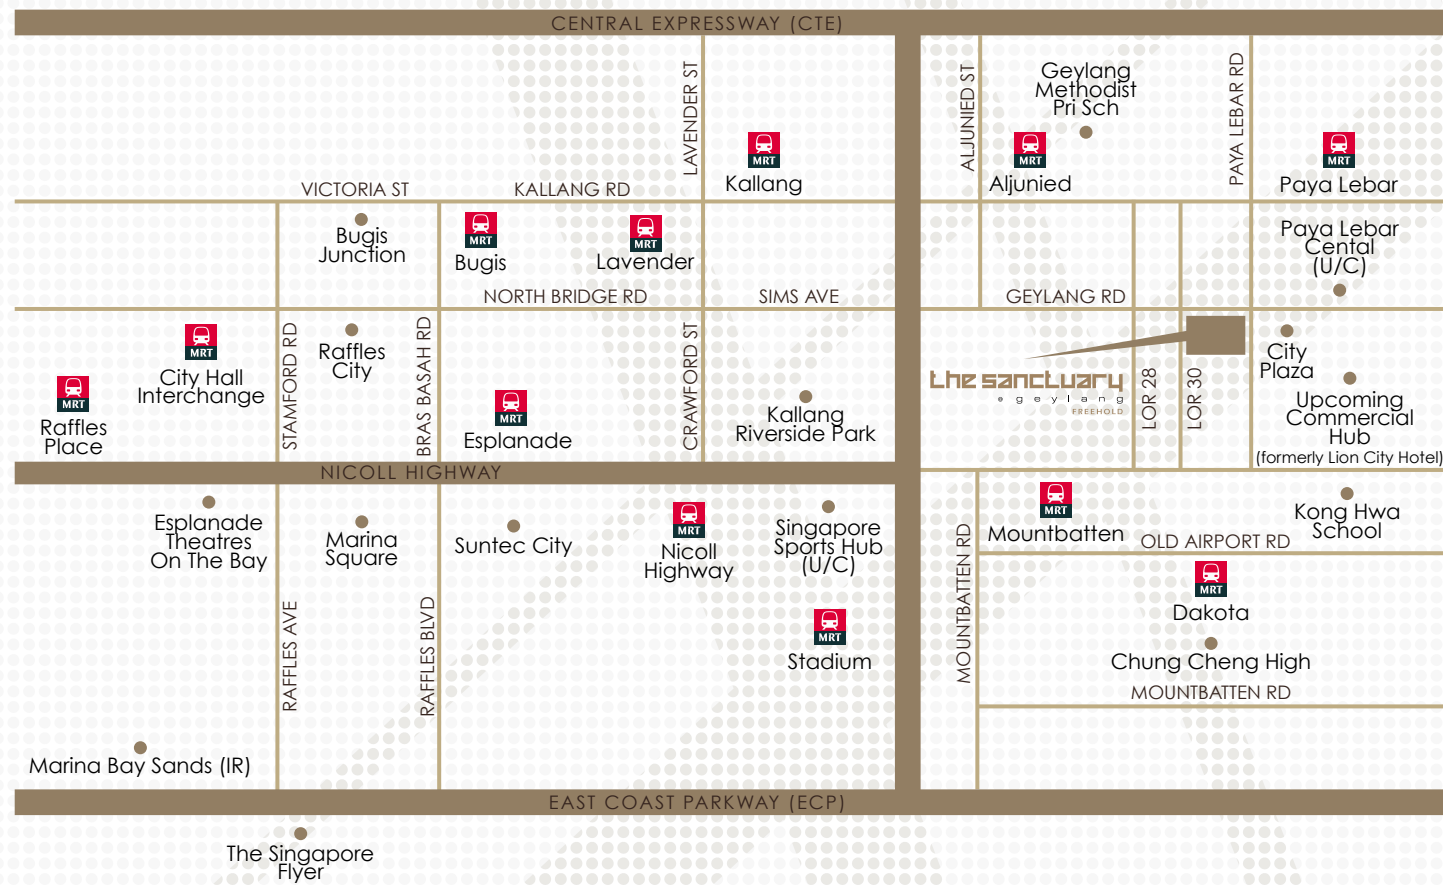 CENTRAL EXPRESSWAY (CTE)
LAVENDER ST
ALJUNIED ST
Geylang
Methodist
Pri Sch
PAYA LEBAR RD
MRT
Kallang
MRT
Aljunied
MRT
Paya Lebar
VICTORIA ST
KALLANG RD
Bugis
Junction
MRT
Bugis
MRT
Lavender
Paya Lebar
Cental
(U/C)
NORTH BRIDGE RD
SIMS AVE
GEYLANG RD
MRT
City Hall
Interchange
MRT
Raffles
Place
STAMFORD RD
Raffles
City
BRAS BASAH RD
MRT
Esplanade
CRAWFORD ST
Kallang
Riverside Park
the sanctuary
@ geylang
FREEHOLD
LOR 28
LOR 30
City
Plaza
Upcoming
Commercial
Hub
(formerly Lion City Hotel)
NICOLL HIGHWAY
Esplanade
Theatres
On The Bay
Marina
Square
Suntec City
MRT
Nicoll
Highway
Singapore
Sports Hub
(U/C)
MRT
Stadium
MRT
Mountbatten
Kong Hwa
School
OLD AIRPORT RD
MOUNTBATTEN RD
MRT
Dakota
Chung Cheng High
MOUNTBATTEN RD
RAFFLES AVE
RAFFLES BLVD
Marina Bay Sands (IR)
EAST COAST PARKWAY (ECP)
The Singapore
Flyer